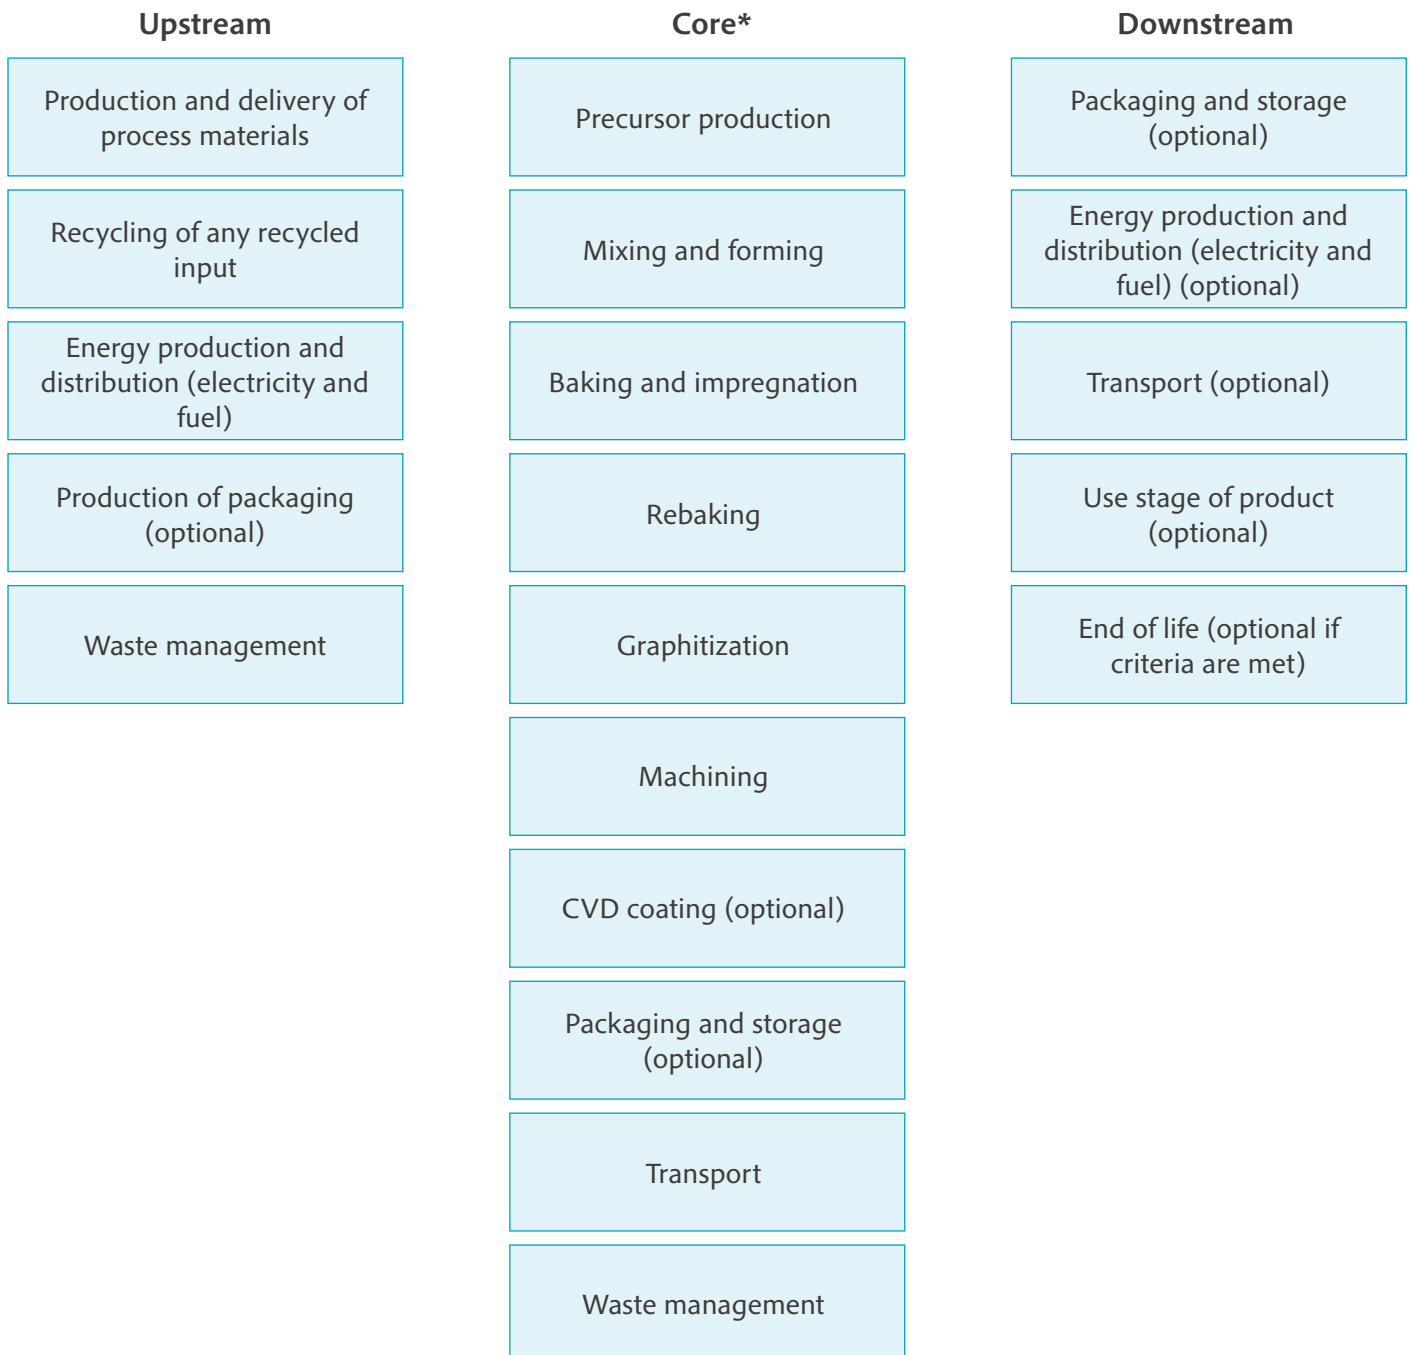 Upstream
Production and delivery of
process materials
Recycling of any recycled
input
Energy production and
distribution (electricity and
fuel)
Production of packaging
(optional)
Waste management
Core*
Precursor production
Mixing and forming
Baking and impregnation
Rebaking
Graphitization
Machining
CVD coating (optional)
Packaging and storage
(optional)
Transport
Waste management
Downstream
Packaging and storage
(optional)
Energy production and
distribution (electricity and
fuel) (optional)
Transport (optional)
Use stage of product
(optional)
End of life (optional if
criteria are met)